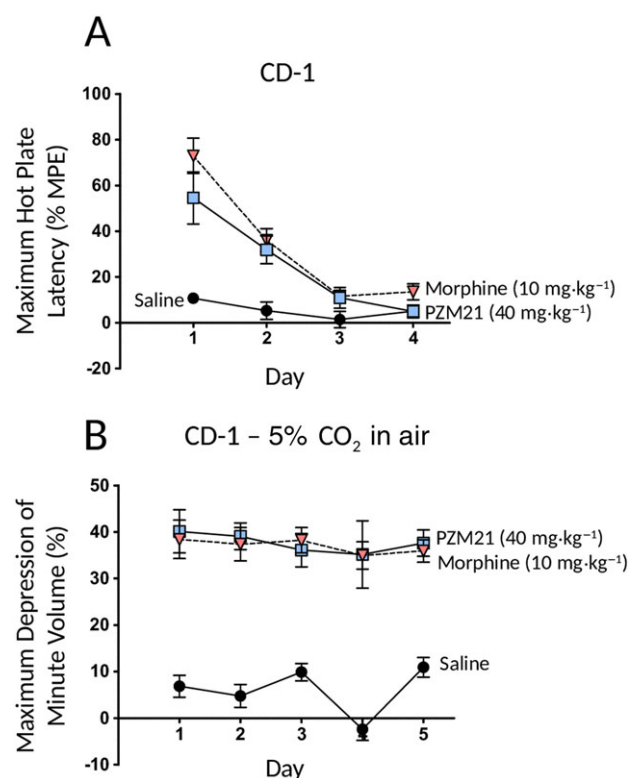 A
CD-1
Maximum Hot Plate
Latency (% MPE)
100
80
60
40
20
0
-20
Saline
Morphine (10 mg·kg⁻¹)
PZM21 (40 mg·kg⁻¹)
1 2 3 4
Day
B
CD-1 – 5% CO₂ in air
Maximum Depression of
Minute Volume (%)
50
40
30
20
10
0
-10
PZM21 (40 mg·kg⁻¹)
Morphine (10 mg·kg⁻¹)
Saline
1 2 3 4 5
Day